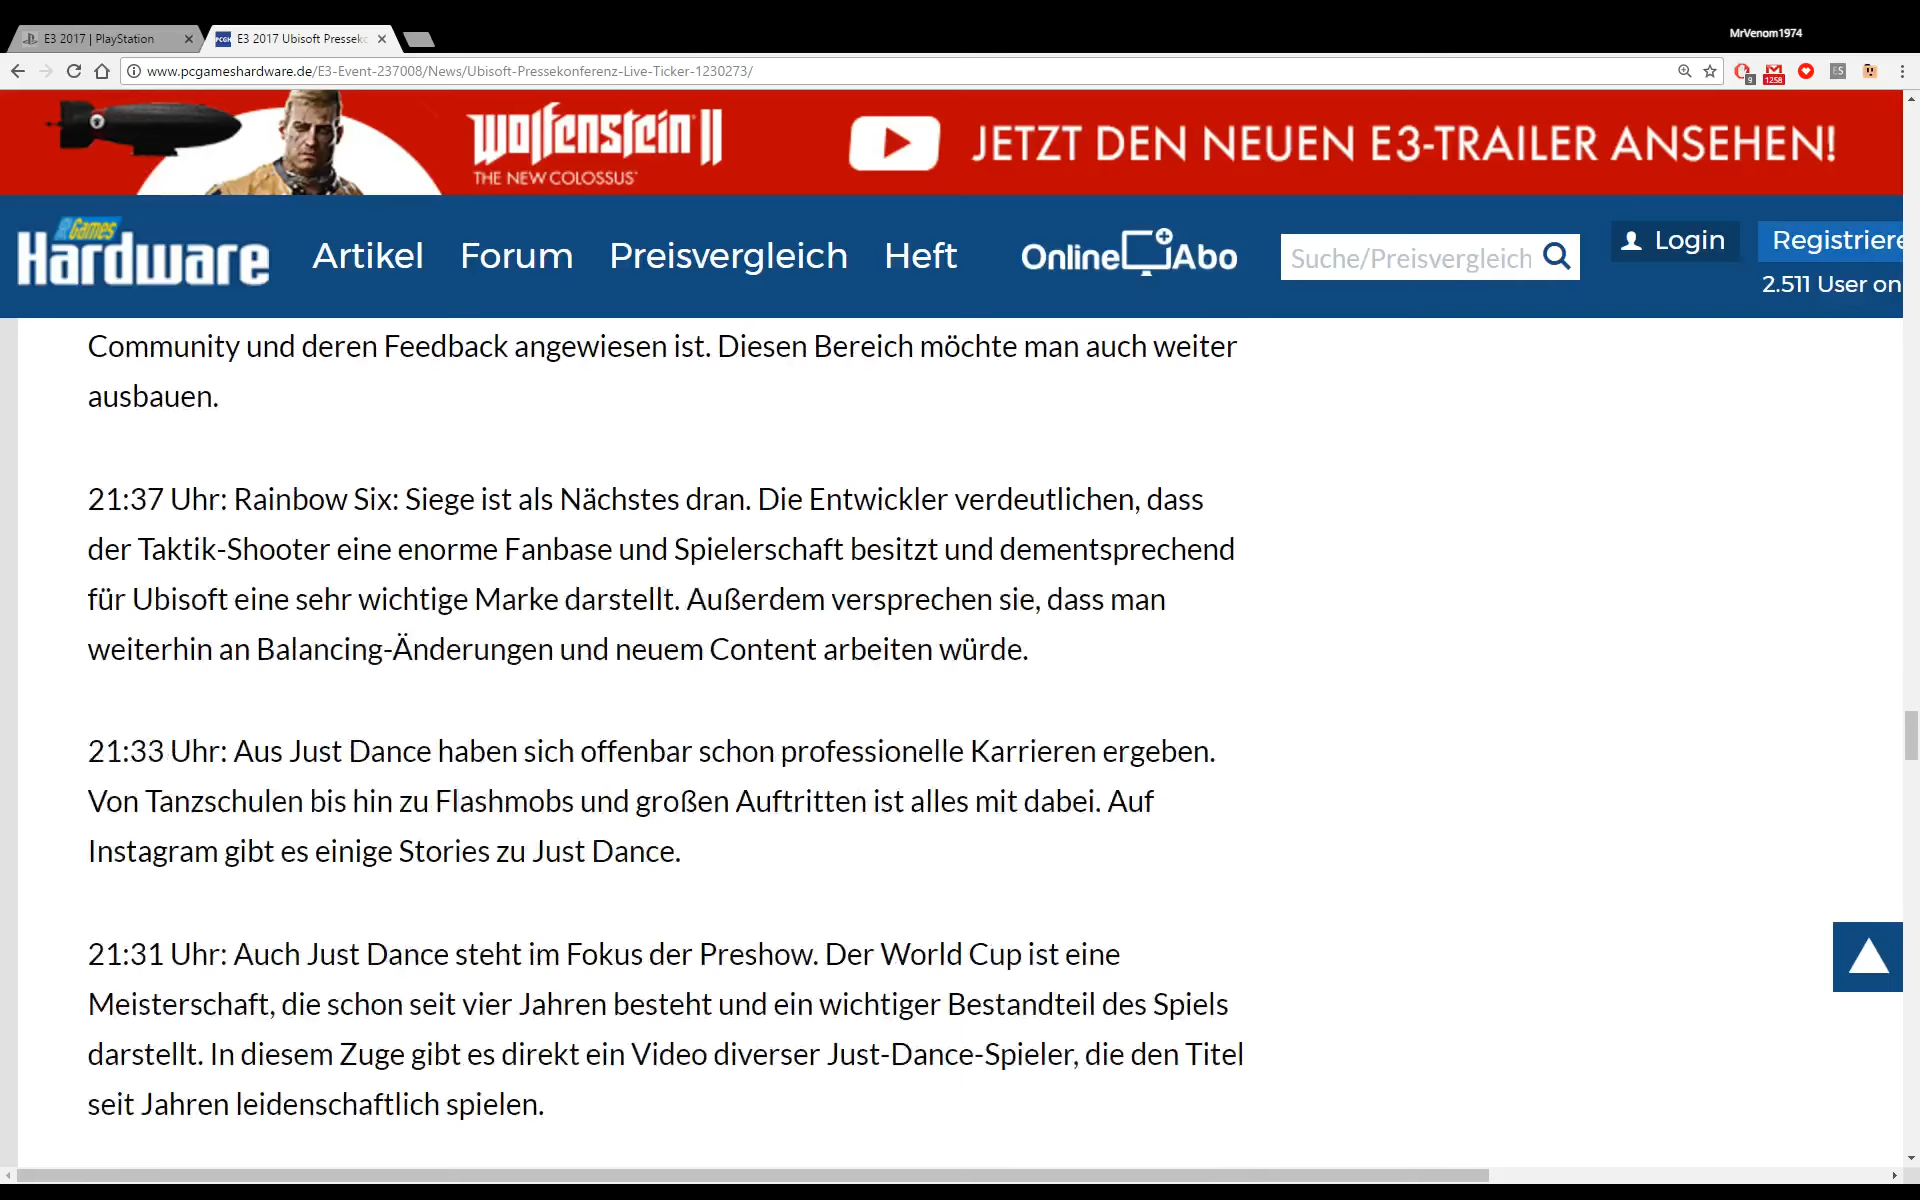 MrVenom1974
E3 2017 | PlayStation
E3 2017 Ubisoft Pressek
www.pcgameshardware.de/E3-Event-237008/News/Ubisoft-Pressekonferenz-Live-Ticker-1230273/
9
1258
ES
Wolfenstein II
THE NEW COLOSSUS
JETZT DEN NEUEN E3-TRAILER ANSEHEN!
PC Games
Hardware
Artikel Forum Preisvergleich Heft Online Abo Suche/Preisvergleich Login Registriere
2.511 User on
Community und deren Feedback angewiesen ist. Diesen Bereich möchte man auch weiter
ausbauen.
21:37 Uhr: Rainbow Six: Siege ist als Nächstes dran. Die Entwickler verdeutlichen, dass
der Taktik-Shooter eine enorme Fanbase und Spielerschaft besitzt und dementsprechend
für Ubisoft eine sehr wichtige Marke darstellt. Außerdem versprechen sie, dass man
weiterhin an Balancing-Änderungen und neuem Content arbeiten würde.
21:33 Uhr: Aus Just Dance haben sich offenbar schon professionelle Karrieren ergeben.
Von Tanzschulen bis hin zu Flashmobs und großen Auftritten ist alles mit dabei. Auf
Instagram gibt es einige Stories zu Just Dance.
21:31 Uhr: Auch Just Dance steht im Fokus der Preshow. Der World Cup ist eine
Meisterschaft, die schon seit vier Jahren besteht und ein wichtiger Bestandteil des Spiels
darstellt. In diesem Zuge gibt es direkt ein Video diverser Just-Dance-Spieler, die den Titel
seit Jahren leidenschaftlich spielen.